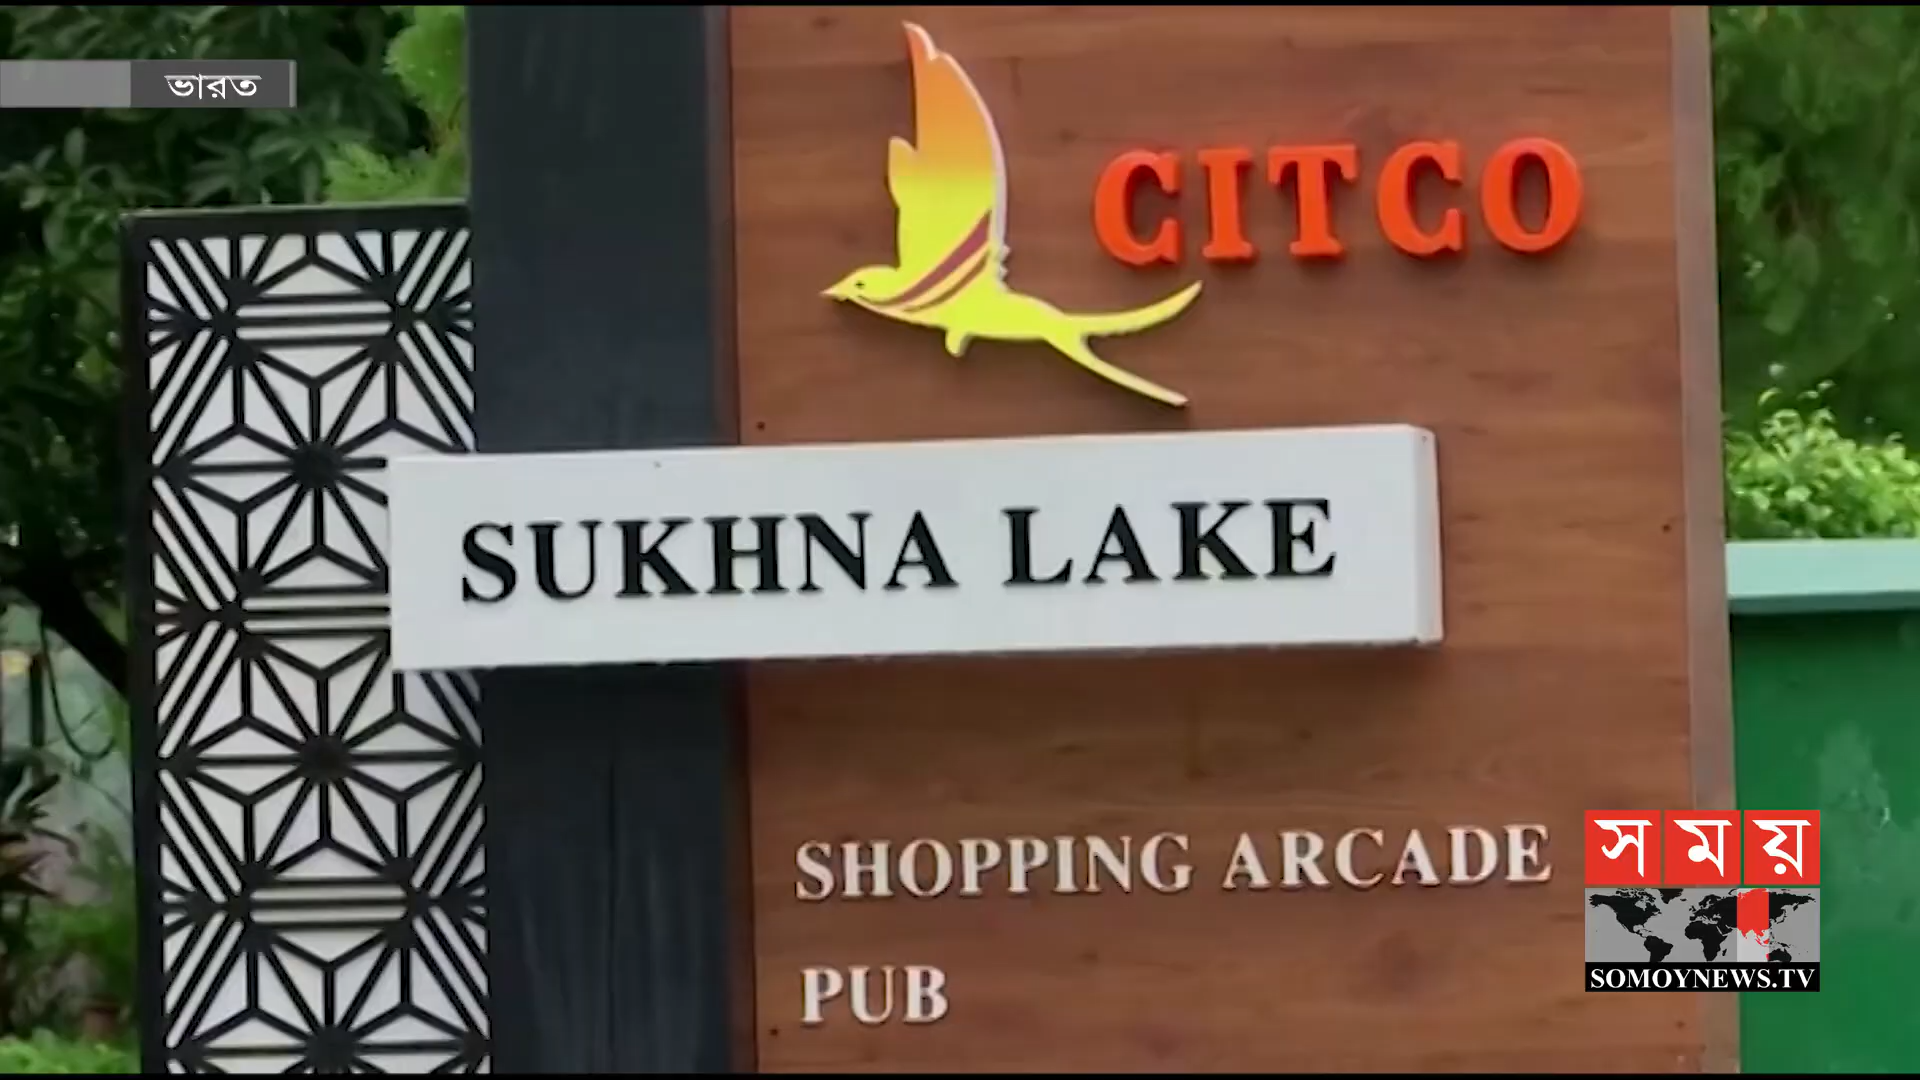 ভারত
CITCO
SUKHNA LAKE
SHOPPING ARCADE
PUB
সময়
SOMOYNEWS.TV